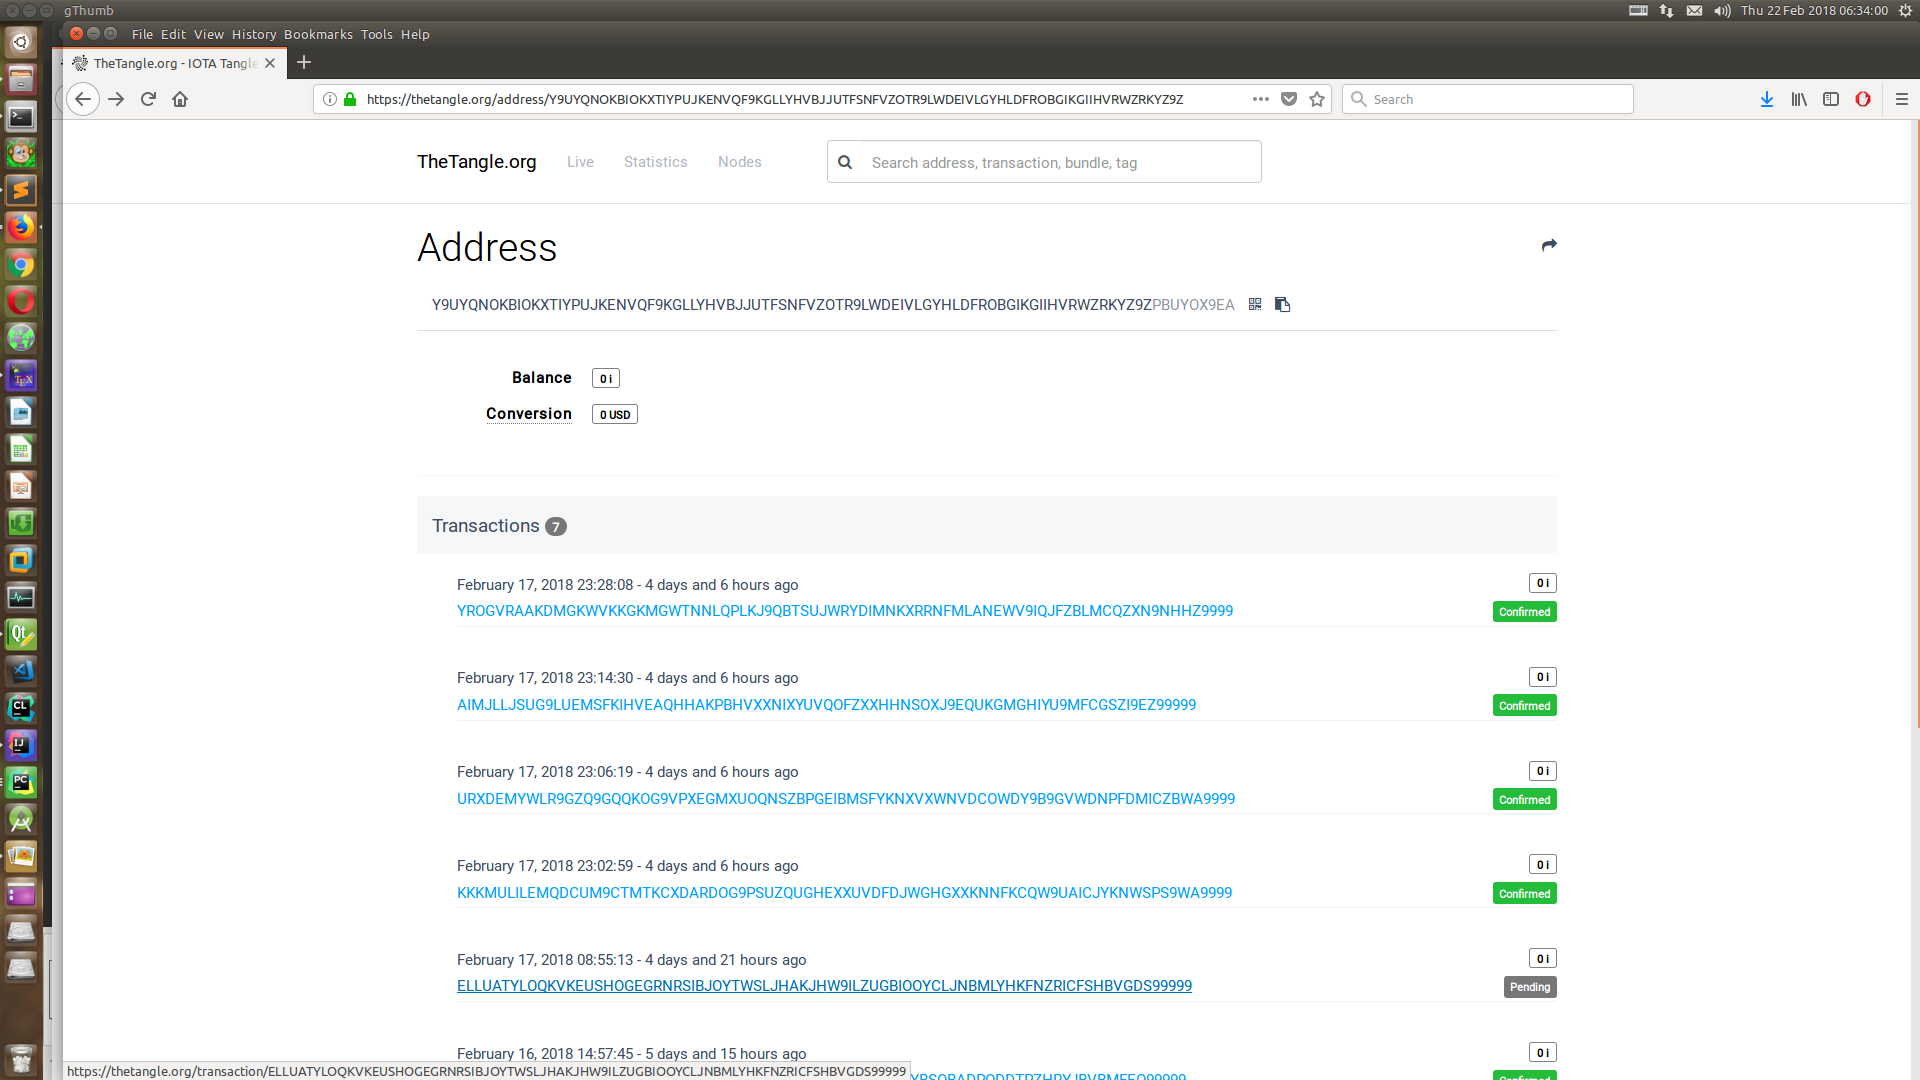 gThumb
Thu 22 Feb 2018 06:34:00
File Edit View History Bookmarks Tools Help
TheTangle.org - IOTA Tangle
https://thetangle.org/address/Y9UYQNOKBIOKXTIYPUJKENVQF9KGLLYHVBJJUTFSNFVZOTR9LWDEIVLGYHLDFROBGIKGIIHVRWZRKYZ9Z
Search
TheTangle.org Live Statistics Nodes
Search address, transaction, bundle, tag
Address
Y9UYQNOKBIOKXTIYPUJKENVQF9KGLLYHVBJJUTFSNFVZOTR9LWDEIVLGYHLDFROBGIKGIIHVRWZRKYZ9ZPBUYOX9EA
Balance 0 i
Conversion 0 USD
Transactions 7
February 17, 2018 23:28:08 - 4 days and 6 hours ago 0 i
YROGVRAAKDMGKWVKKGKMGWTNNLQPLKJ9QBTSUJWRYDIMNKXRRNFMLANEWV9IQJFZBLMCQZXN9NHHZ9999 Confirmed
February 17, 2018 23:14:30 - 4 days and 6 hours ago 0 i
AIMJLLJSUG9LUEMSFKIHVEAQHHAKPBHVXXNIXYUVQOFZXXHHNSOXJ9EQUKGMGHIYU9MFCGSZI9EZ99999 Confirmed
February 17, 2018 23:06:19 - 4 days and 6 hours ago 0 i
URXDEMYWLR9GZQ9GQQKOG9VPXEGMXUOQNSZBPGEIBMSFYKNXVXWNVDCOWDY9B9GVWDNPFDMICZBWA9999 Confirmed
February 17, 2018 23:02:59 - 4 days and 6 hours ago 0 i
KKKMULILEMQDCUM9CTMTKCXDARDOG9PSUZQUGHEXXUVDFDJWGHGXXKNNFKCQW9UAICJYKNWSPS9WA9999 Confirmed
February 17, 2018 08:55:13 - 4 days and 21 hours ago 0 i
ELLUATYLOQKVKEUSHOGEGRNRSIBJOYTWSLJHAKJHW9ILZUGBIOOYCLJNBMLYHKFNZRICFSHBVGDS99999 Pending
February 16, 2018 14:57:45 - 5 days and 15 hours ago 0 i
https://thetangle.org/transaction/ELLUATYLOQKVKEUSHOGEGRNRSIBJOYTWSLJHAKJHW9ILZUGBIOOYCLJNBMLYHKFNZRICFSHBVGDS99999
Confirmed